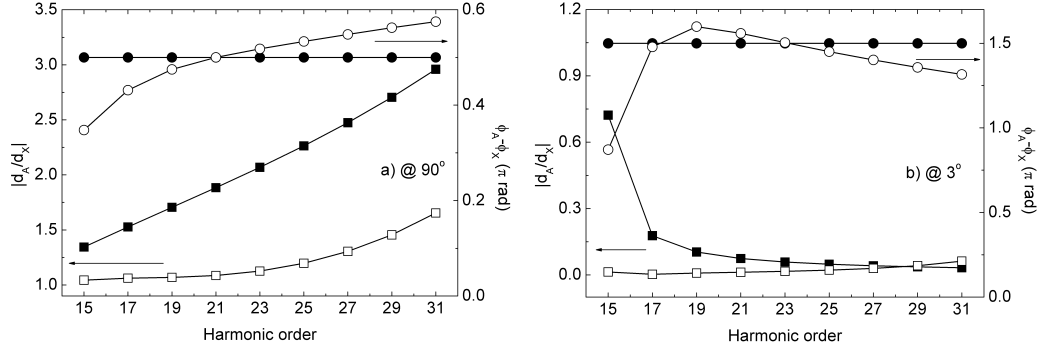 3.5
3.0
2.5
2.0
1.5
1.0
|d_A/d_X|
a) @ 90°
0.6
0.4
0.2
0.0
ϕ_A-ϕ_X (π rad)
15 17 19 21 23 25 27 29 31
Harmonic order
1.2
0.9
0.6
0.3
0.0
|d_A/d_X|
b) @ 3°
1.5
1.0
0.5
0.0
ϕ_A-ϕ_X (π rad)
15 17 19 21 23 25 27 29 31
Harmonic order